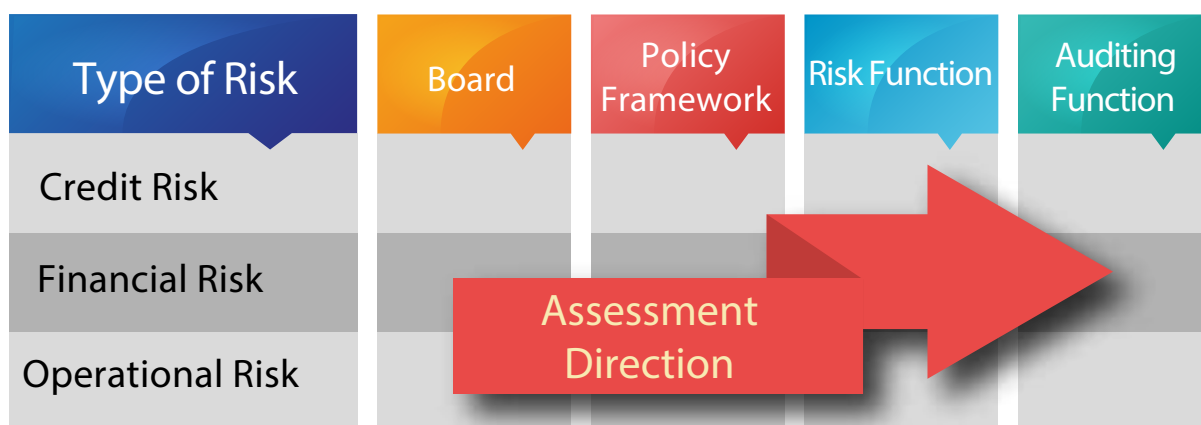 Type of Risk
Board
Policy
Framework
Risk Function
Auditing
Function
Credit Risk
Financial Risk
Operational Risk
Assessment
Direction